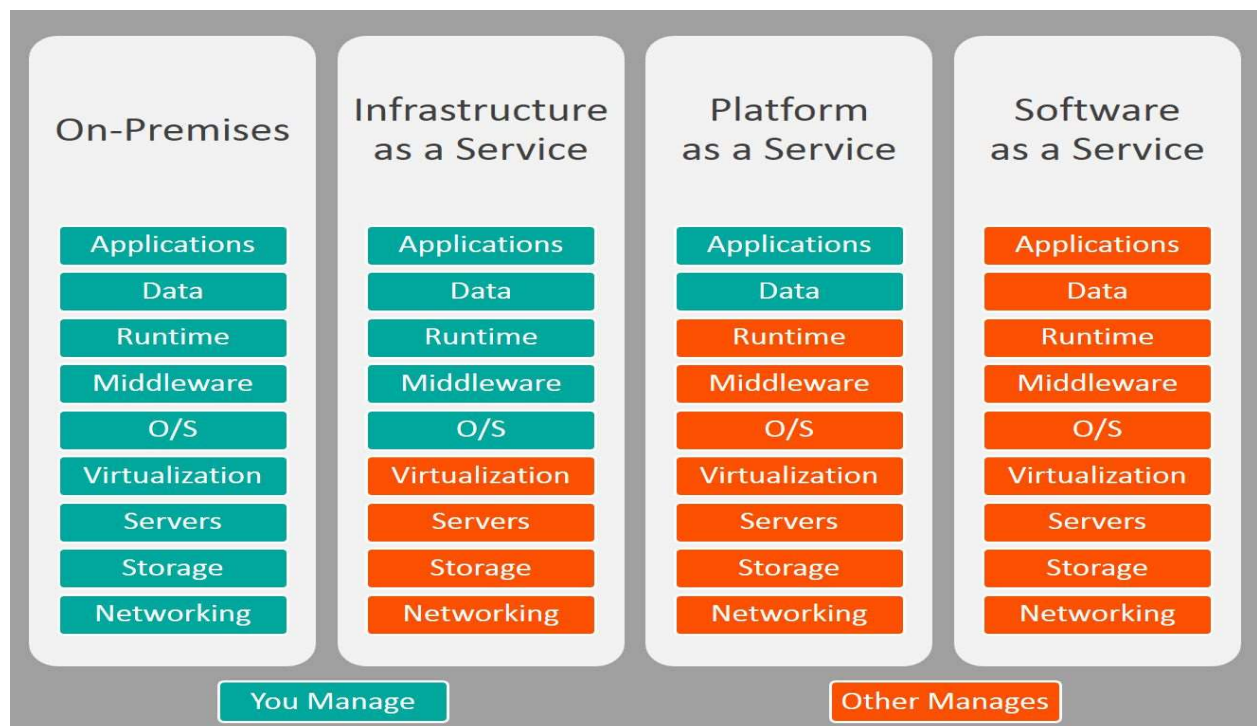 On-Premises
Applications
Data
Runtime
Middleware
O/S
Virtualization
Servers
Storage
Networking
Infrastructure
as a Service
Applications
Data
Runtime
Middleware
O/S
Virtualization
Servers
Storage
Networking
Platform
as a Service
Applications
Data
Runtime
Middleware
O/S
Virtualization
Servers
Storage
Networking
Software
as a Service
Applications
Data
Runtime
Middleware
O/S
Virtualization
Servers
Storage
Networking
You Manage
Other Manages